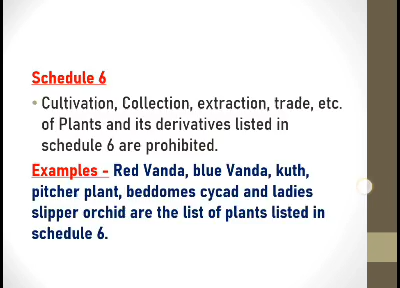 Schedule 6
• Cultivation, Collection, extraction, trade, etc.
of Plants and its derivatives listed in
schedule 6 are prohibited.
Examples - Red Vanda, blue Vanda, kuth,
pitcher plant, beddomes cycad and ladies
slipper orchid are the list of plants listed in
schedule 6.